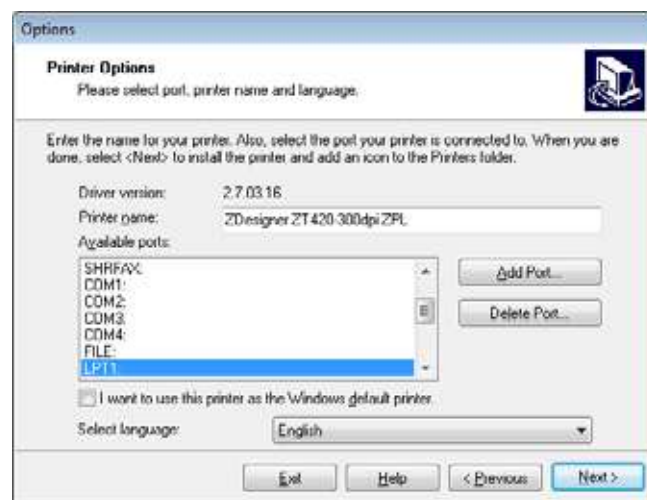 Options
Printer Options
Please select port, printer name and language.
Enter the name for your printer. Also, select the port your printer is connected to. When you are
done, select <Next> to install the printer and add an icon to the Printers folder.
Driver version: 2.7.03.16
Printer name: ZDesigner ZT420-300dpi ZPL
Available ports:
SHRFAX:
COM1:
COM2:
COM3:
COM4:
FILE:
LPT1:
Add Port...
Delete Port...
I want to use this printer as the Windows default printer.
Select language: English
Exit Help < Previous Next >